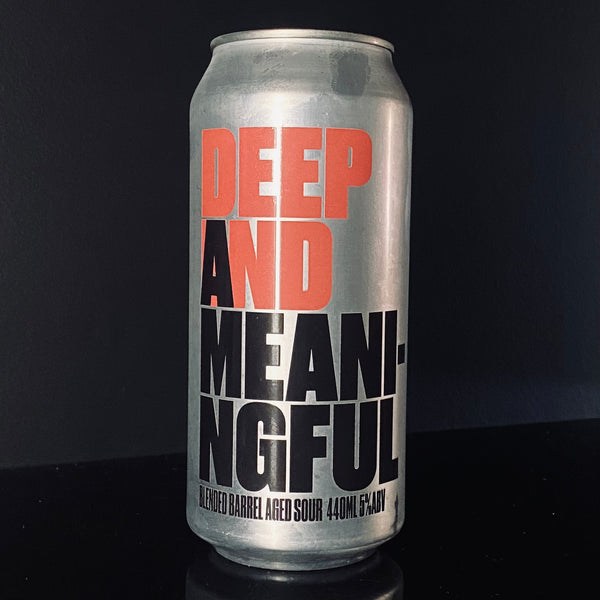 DEEP
AND
MEANI-
NGFUL
BLENDED BARREL AGED SOUR 440ML 5%ABV